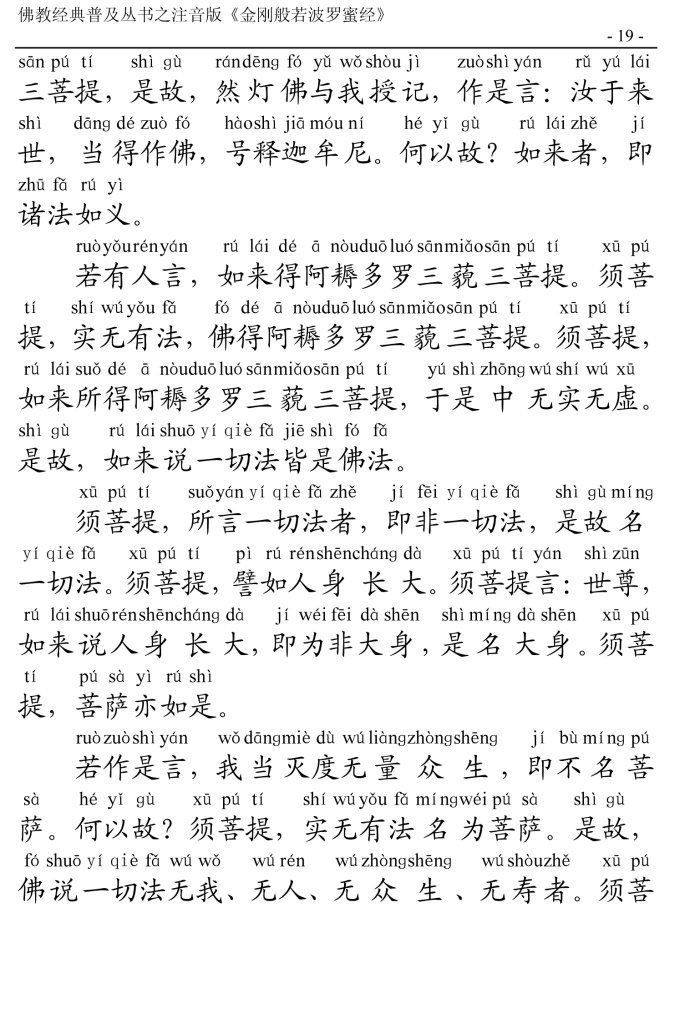 佛教经典普及丛书之注音版《金刚般若波罗蜜经》
- 19 -
sān pú tí shì gù rándēng fó yǔ wǒ shòu jì zuò shì yán rǔ yú lái
三菩提，是故，然灯佛与我授记，作是言：汝于来
shì dāng dé zuò fó hàoshì jiā móu ní hé yǐ gù rú lái zhě jí
世，当得作佛，号释迦牟尼。何以故？如来者，即
zhū fǎ rú yì
诸法如义。
ruò yǒu rén yán rú lái dé ā nòu duō luó sān miǎo sān pú tí xū pú
若有人言，如来得阿耨多罗三藐三菩提。须菩
tí shí wú yǒu fǎ fó dé ā nòu duō luó sān miǎo sān pú tí xū pú tí
提，实无有法，佛得阿耨多罗三藐三菩提。须菩提，
rú lái suǒ dé ā nòu duō luó sān miǎo sān pú tí yú shì zhōng wú shí wú xū
如来所得阿耨多罗三藐三菩提，于是中无实无虚。
shì gù rú lái shuō yí qiè fǎ jiē shì fó fǎ
是故，如来说一切法皆是佛法。
xū pú tí suǒ yán yí qiè fǎ zhě jí fēi yí qiè fǎ shì gù míng
须菩提，所言一切法者，即非一切法，是故名
yí qiè fǎ xū pú tí pì rú rén shēn cháng dà xū pú tí yán shì zūn
一切法。须菩提，譬如人身长大。须菩提言：世尊，
rú lái shuō rén shēn cháng dà jí wéi fēi dà shēn shì míng dà shēn xū pú
如来说人身长大，即为非大身，是名大身。须菩
tí pú sà yì rú shì
提，菩萨亦如是。
ruò zuò shì yán wǒ dāng miè dù wú liàng zhòng shēng jí bù míng pú
若作是言，我当灭度无量众生，即不名菩
sà hé yǐ gù xū pú tí shí wú yǒu fǎ míng wéi pú sà shì gù
萨。何以故？须菩提，实无有法名为菩萨。是故，
fó shuō yí qiè fǎ wú wǒ wú rén wú zhòng shēng wú shòu zhě xū pú
佛说一切法无我、无人、无众生、无寿者。须菩